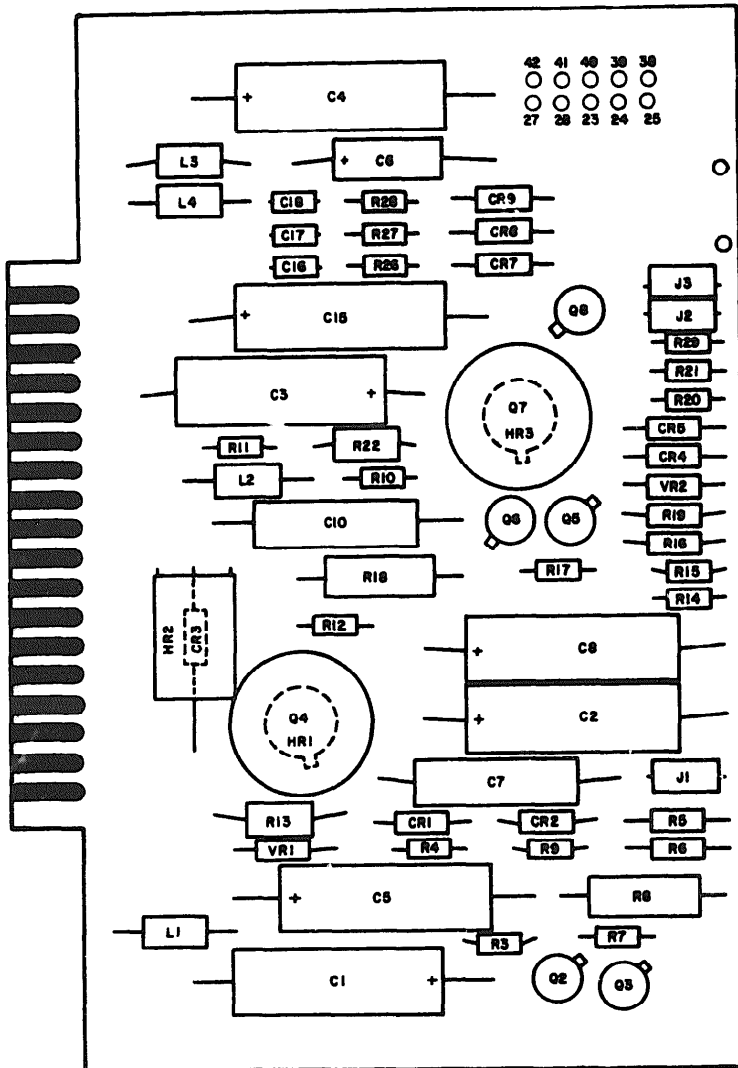 42 41 40 39 38
27 28 23 24 25
+ C4
L3 + C6
L4 C18 R28 CR9
C17 R27 CR8
C16 R26 CR7
J3
+ C15 Q8 J2
R29
R21
C3 + Q7 R20
HR3 CR5
R11 R22 CR4
L2 R10 VR2
C10 Q6 Q5 R19
R16
R18 R17 R15
R14
HR2 CR3 R12
+ C8
Q4 + C2
HR1
C7 J1
R13 CR1 CR2 R5
VR1 R4 R9 R6
+ C5 R8
L1 R3 R7
C1 + Q2 Q3